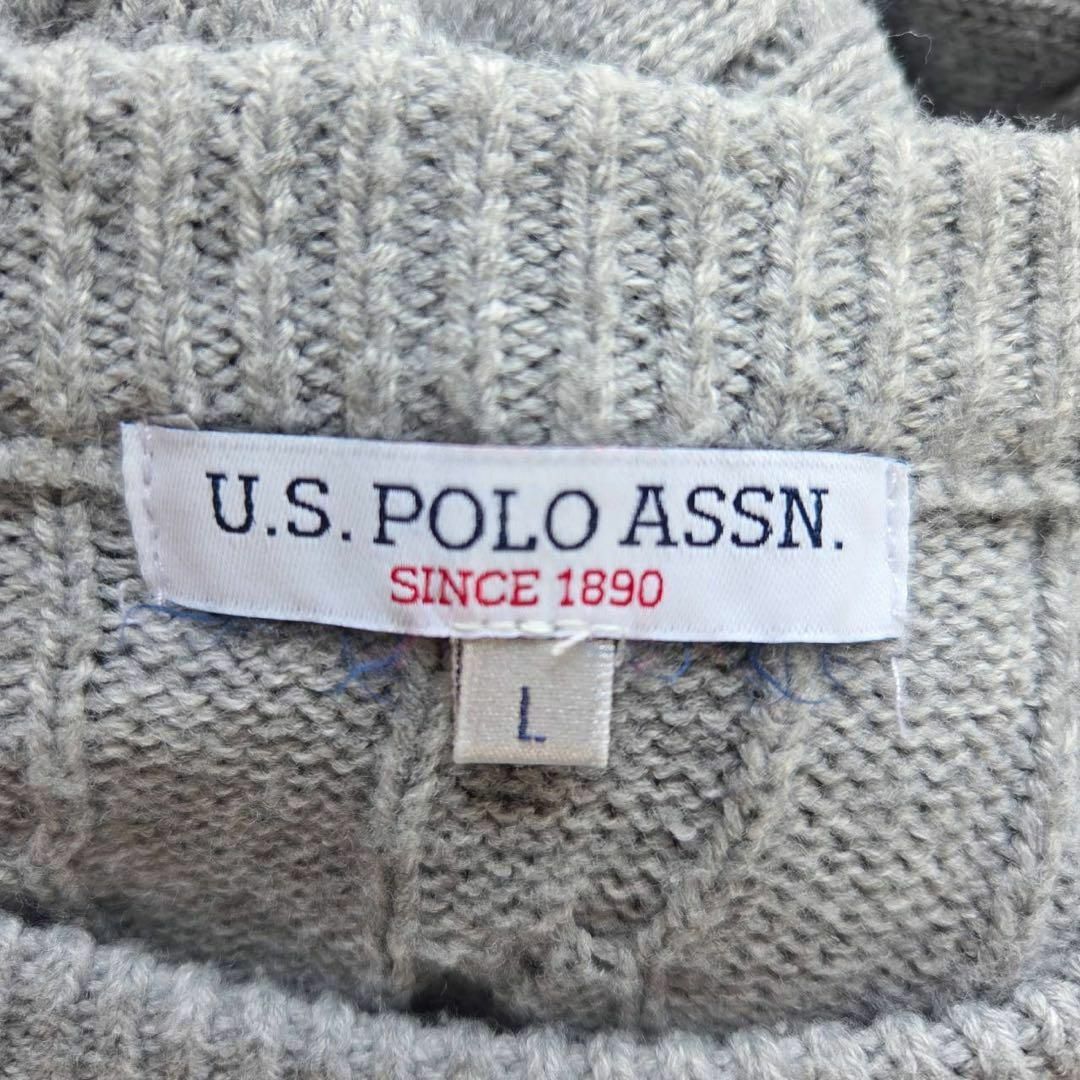 U.S. POLO ASSN.
SINCE 1890
L